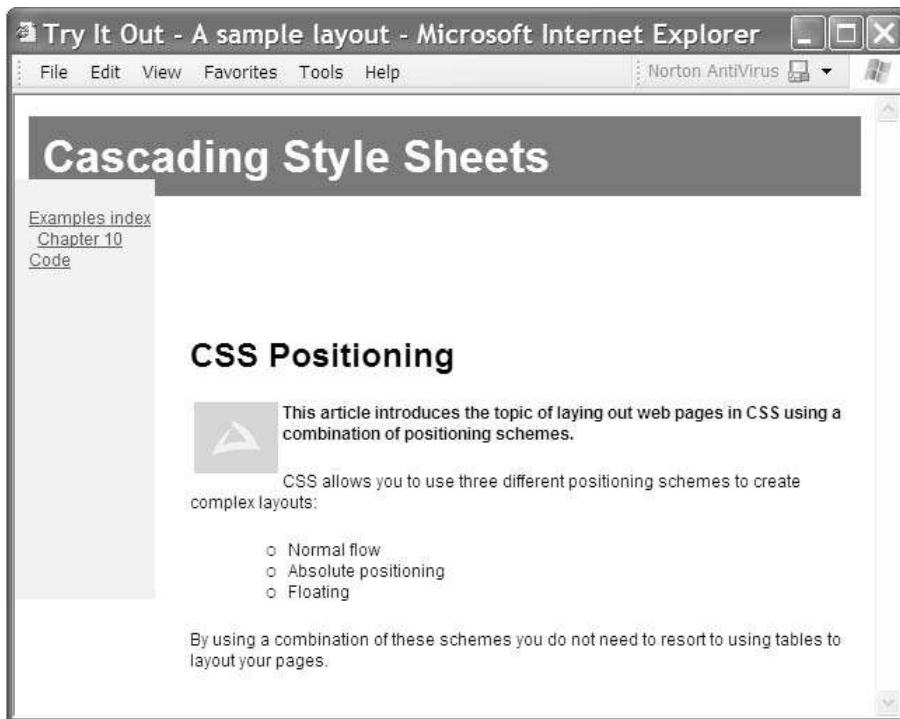 Try It Out - A sample layout - Microsoft Internet Explorer
File Edit View Favorites Tools Help Norton AntiVirus
Cascading Style Sheets
Examples index
Chapter 10
Code
CSS Positioning
This article introduces the topic of laying out web pages in CSS using a
combination of positioning schemes.
CSS allows you to use three different positioning schemes to create
complex layouts:
○ Normal flow
○ Absolute positioning
○ Floating
By using a combination of these schemes you do not need to resort to using tables to
layout your pages.